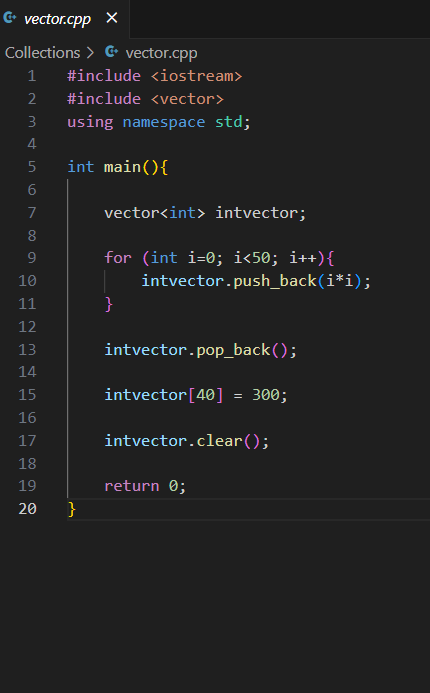 vector.cpp ×
Collections > vector.cpp
1 #include <iostream>
2 #include <vector>
3 using namespace std;
4
5 int main(){
6
7     vector<int> intvector;
8
9     for (int i=0; i<50; i++){
10         intvector.push_back(i*i);
11     }
12
13     intvector.pop_back();
14
15     intvector[40] = 300;
16
17     intvector.clear();
18
19     return 0;
20 }